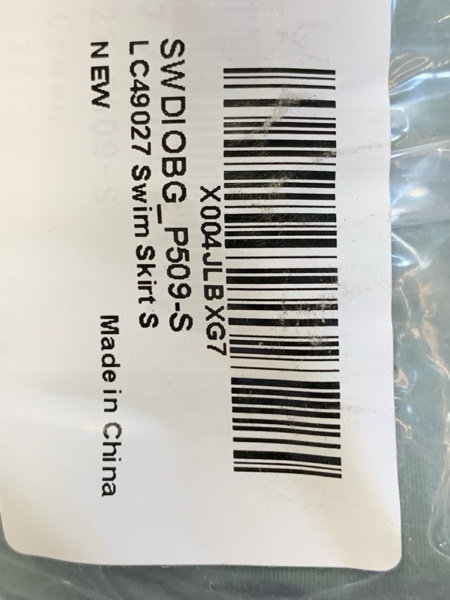 X004JLBXG7
SWDIOBG_P509-S
LC49027 Swim Skirt S
NEW
Made in China